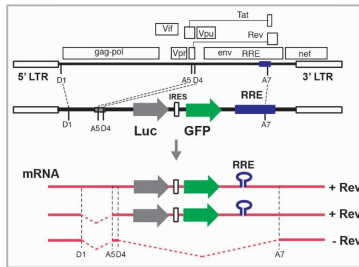 Tat
Vif Vpu
gag-pol Vpr Rev env RRE nef
5' LTR D1 A5 D4 A7 3' LTR
IRES RRE
D1 A5 D4 Luc GFP A7
mRNA RRE
+ Rev
RRE
+ Rev
- Rev
D1 A5 D4 A7